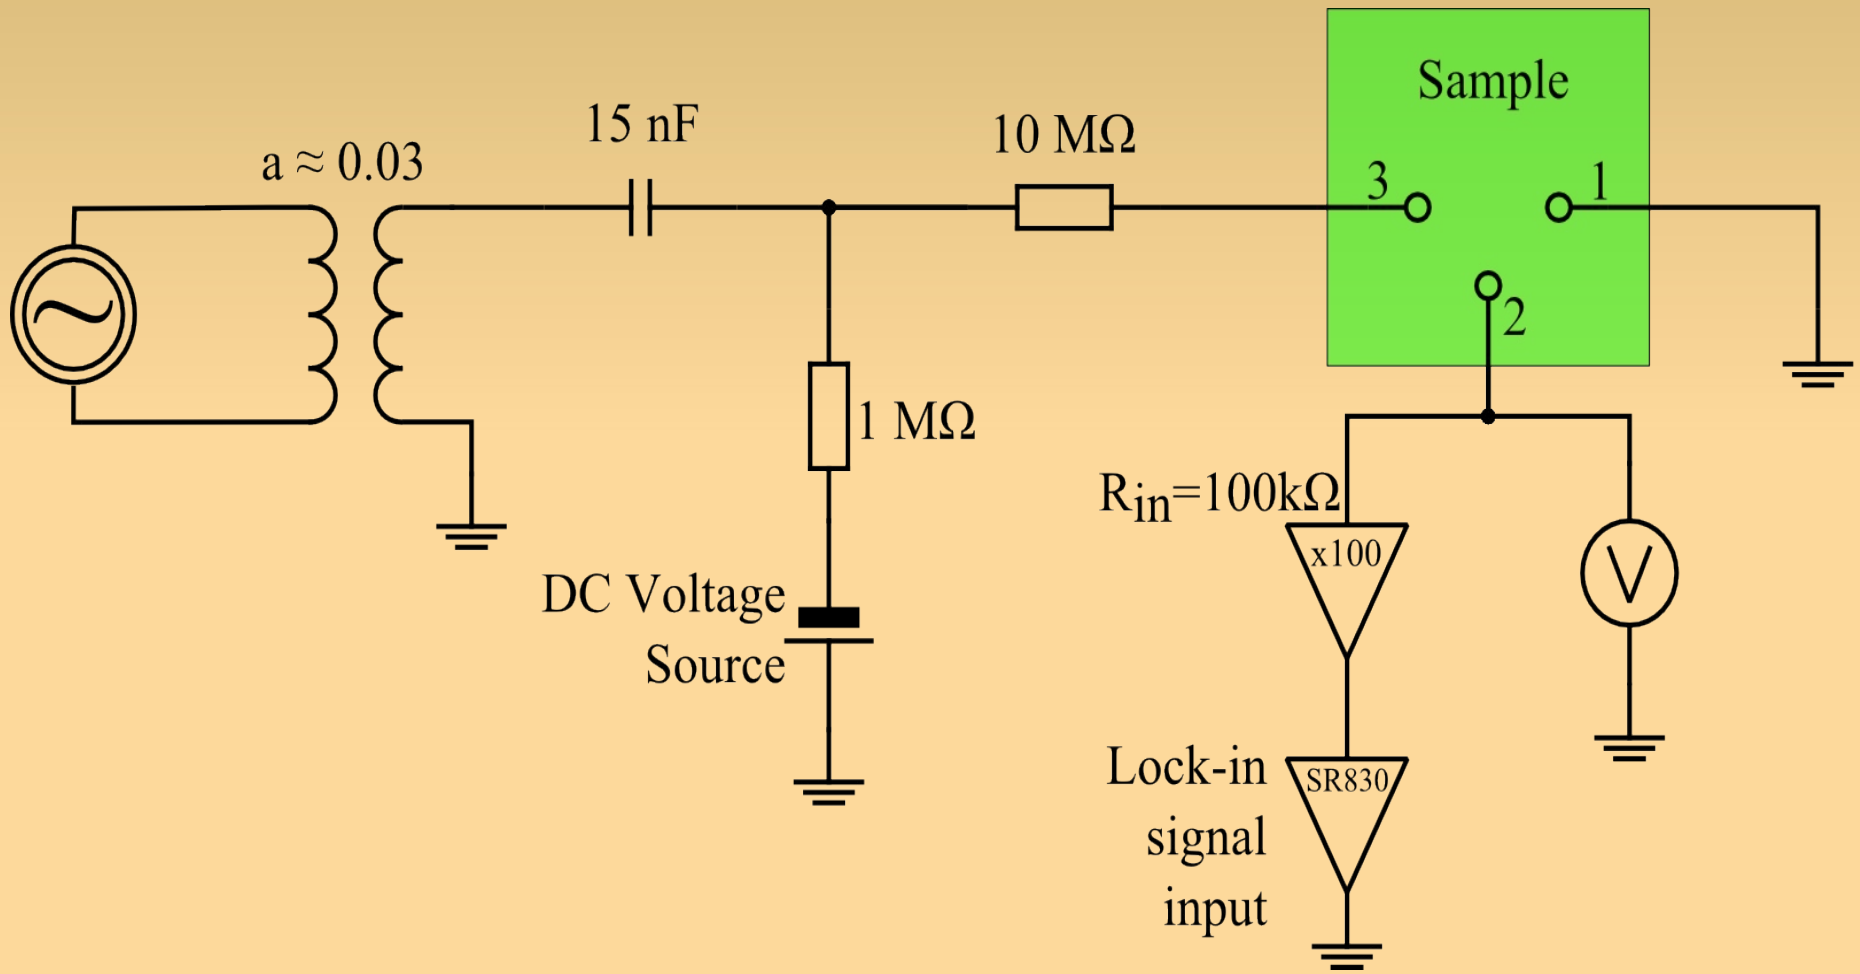 a ≈ 0.03
15 nF
10 MΩ
Sample
3
1
2
1 MΩ
Rin=100kΩ
x100
V
DC Voltage
Source
Lock-in
signal
input
SR830